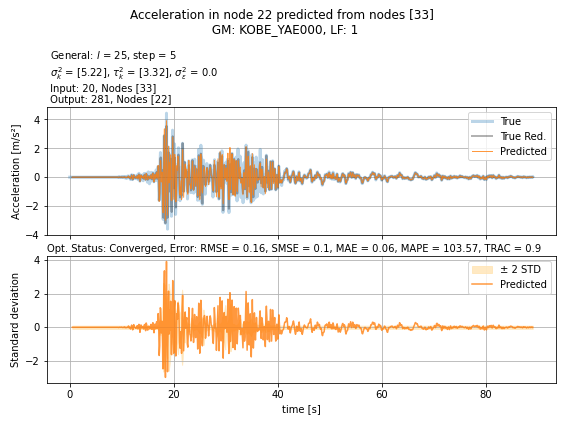 Acceleration in node 22 predicted from nodes [33]
GM: KOBE_YAE000, LF: 1
General: l = 25, step = 5
σ²ₖ = [5.22], τ²ₖ = [3.32], σ²ε = 0.0
Input: 20, Nodes [33]
Output: 281, Nodes [22]
Acceleration [m/s²]
4
2
0
−2
−4
True
True Red.
Predicted
Opt. Status: Converged, Error: RMSE = 0.16, SMSE = 0.1, MAE = 0.06, MAPE = 103.57, TRAC = 0.9
Standard deviation
4
2
0
−2
± 2 STD
Predicted
0 20 40 60 80
time [s]